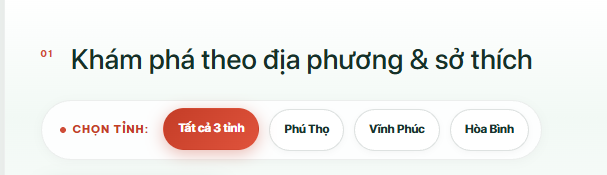 01 Khám phá theo địa phương & sở thích
CHỌN TỈNH: Tất cả 3 tỉnh Phú Thọ Vĩnh Phúc Hòa Bình